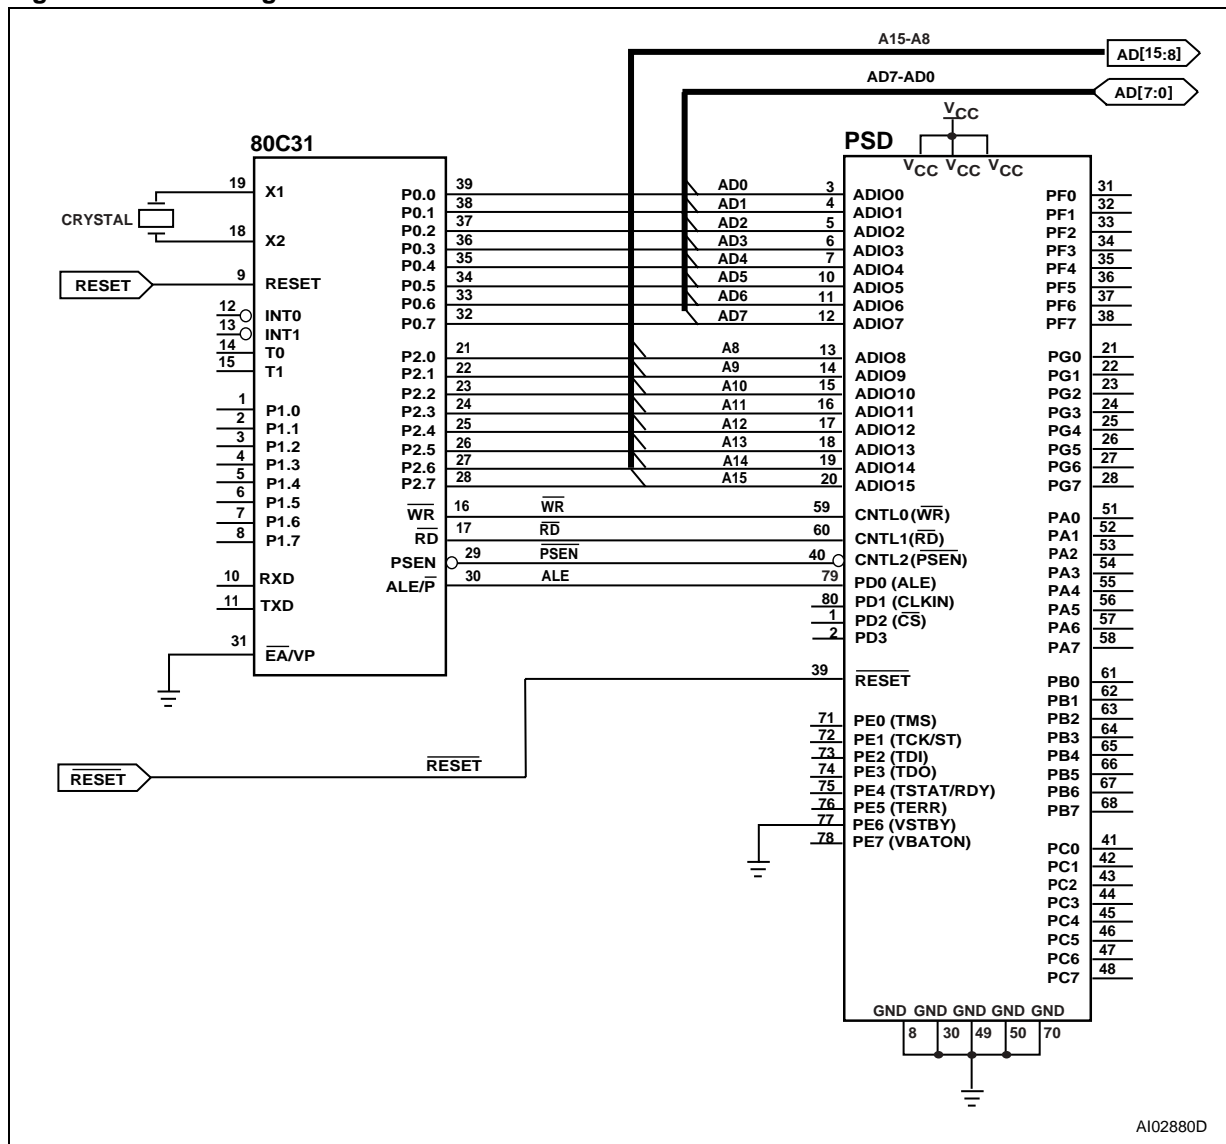 A15-A8
AD[15:8]
AD7-AD0
AD[7:0]
VCC
80C31
PSD
VCC VCC VCC
19 X1
CRYSTAL
18 X2
RESET
9 RESET
12 INT0
13 INT1
14 T0
15 T1
1 P1.0
2 P1.1
3 P1.2
4 P1.3
5 P1.4
6 P1.5
7 P1.6
8 P1.7
10 RXD
11 TXD
31 EA/VP
P0.0 39 AD0 3 ADIO0
P0.1 38 AD1 4 ADIO1
P0.2 37 AD2 5 ADIO2
P0.3 36 AD3 6 ADIO3
P0.4 35 AD4 7 ADIO4
P0.5 34 AD5 10 ADIO5
P0.6 33 AD6 11 ADIO6
P0.7 32 AD7 12 ADIO7
P2.0 21 A8 13 ADIO8
P2.1 22 A9 14 ADIO9
P2.2 23 A10 15 ADIO10
P2.3 24 A11 16 ADIO11
P2.4 25 A12 17 ADIO12
P2.5 26 A13 18 ADIO13
P2.6 27 A14 19 ADIO14
P2.7 28 A15 20 ADIO15
WR 16 WR 59 CNTL0(WR)
RD 17 RD 60 CNTL1(RD)
PSEN 29 PSEN 40 CNTL2(PSEN)
ALE/P 30 ALE 79 PD0 (ALE)
80 PD1 (CLKIN)
1 PD2 (CS)
2 PD3
39 RESET
RESET
RESET
71 PE0 (TMS)
72 PE1 (TCK/ST)
73 PE2 (TDI)
74 PE3 (TDO)
75 PE4 (TSTAT/RDY)
76 PE5 (TERR)
77 PE6 (VSTBY)
78 PE7 (VBATON)
PF0 31
PF1 32
PF2 33
PF3 34
PF4 35
PF5 36
PF6 37
PF7 38
PG0 21
PG1 22
PG2 23
PG3 24
PG4 25
PG5 26
PG6 27
PG7 28
PA0 51
PA1 52
PA2 53
PA3 54
PA4 55
PA5 56
PA6 57
PA7 58
PB0 61
PB1 62
PB2 63
PB3 64
PB4 65
PB5 66
PB6 67
PB7 68
PC0 41
PC1 42
PC2 43
PC3 44
PC4 45
PC5 46
PC6 47
PC7 48
GND GND GND GND GND
8 30 49 50 70
AI02880D